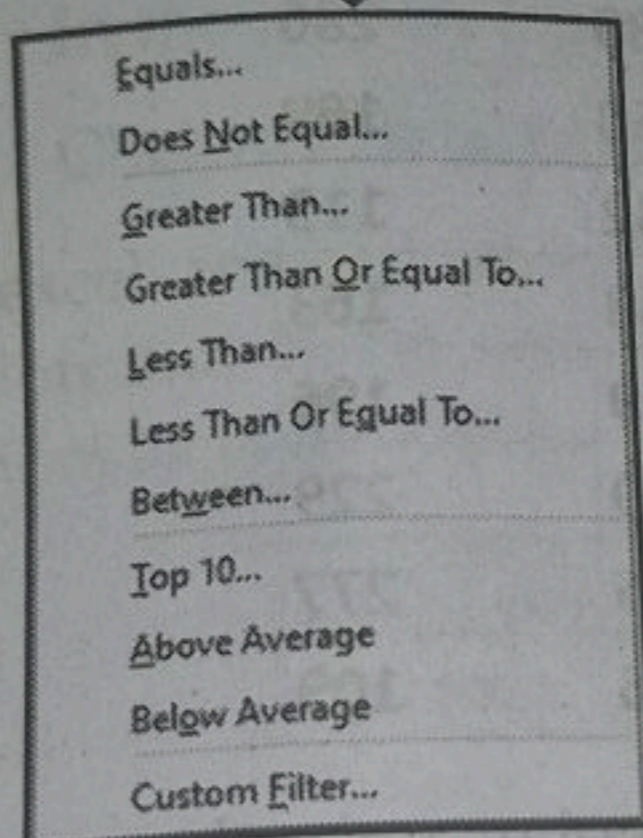 Equals...
Does Not Equal...
Greater Than...
Greater Than Or Equal To...
Less Than...
Less Than Or Equal To...
Between...
Top 10...
Above Average
Below Average
Custom Filter...